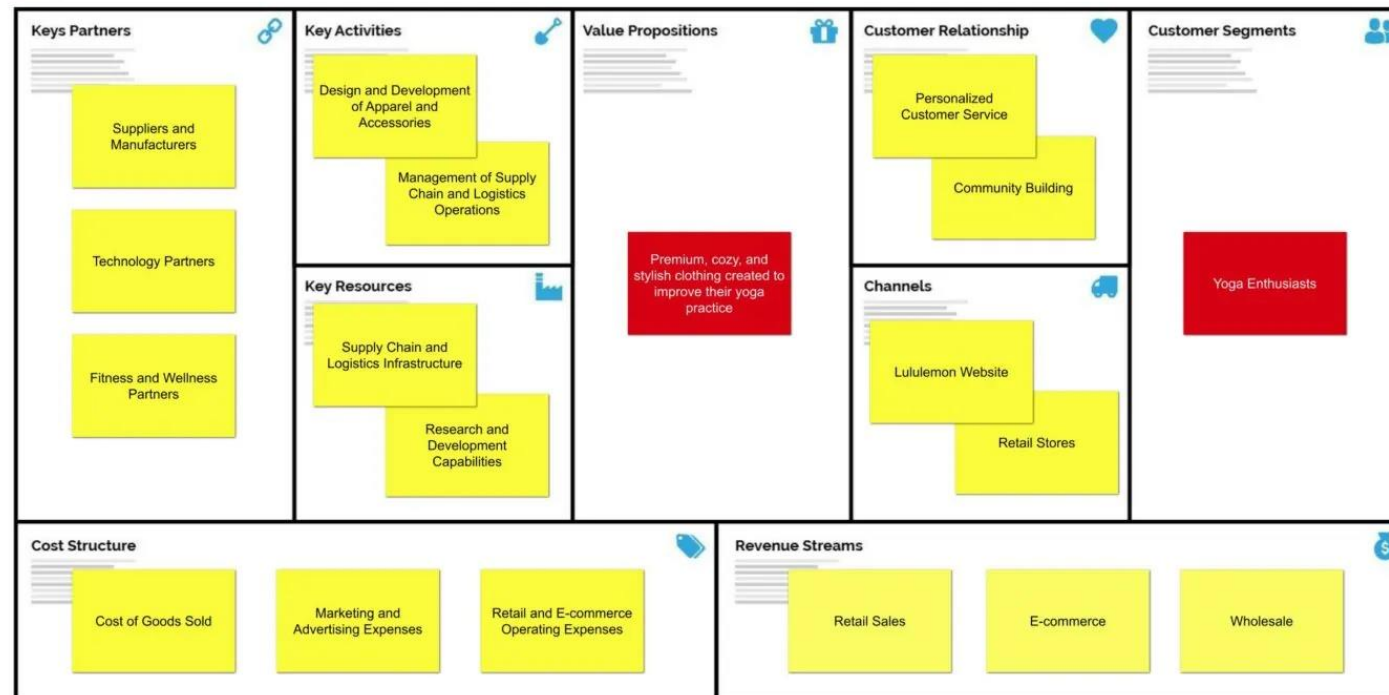 Keys Partners
Suppliers and
Manufacturers
Technology Partners
Fitness and Wellness
Partners
Key Activities
Design and Development
of Apparel and
Accessories
Management of Supply
Chain and Logistics
Operations
Key Resources
Supply Chain and
Logistics Infrastructure
Research and
Development
Capabilities
Value Propositions
Premium, cozy, and
stylish clothing created to
improve their yoga
practice
Customer Relationship
Personalized
Customer Service
Community Building
Channels
Lululemon Website
Retail Stores
Customer Segments
Yoga Enthusiasts
Cost Structure
Cost of Goods Sold
Marketing and
Advertising Expenses
Retail and E-commerce
Operating Expenses
Revenue Streams
$
Retail Sales
E-commerce
Wholesale